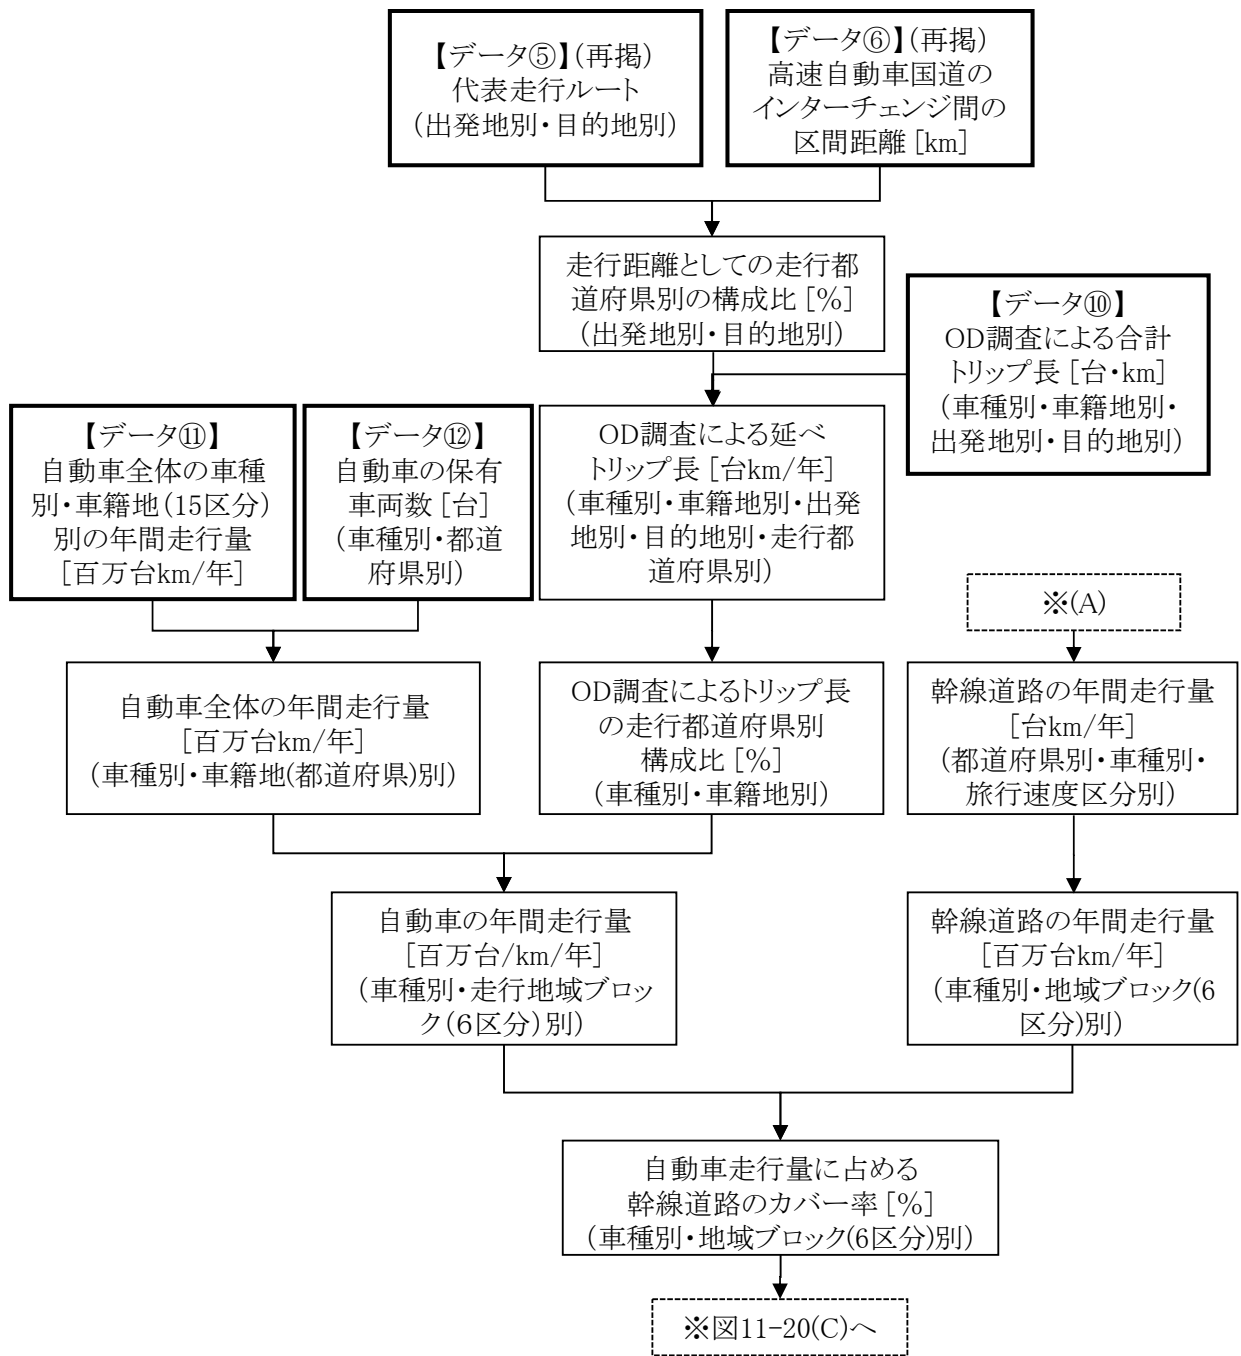 【データ⑤】(再掲)
代表走行ルート
(出発地別・目的地別)
【データ⑥】(再掲)
高速自動車国道の
インターチェンジ間の
区間距離[km]
走行距離としての走行都
道府県別の構成比[%]
(出発地別・目的地別)
【データ⑩】
OD調査による合計
トリップ長[台・km]
(車種別・車籍地別・
出発地別・目的地別)
【データ⑪】
自動車全体の車種
別・車籍地(15区分)
別の年間走行量
[百万台km/年]
【データ⑫】
自動車の保有
車両数[台]
(車種別・都道
府県別)
OD調査による延べ
トリップ長[台km/年]
(車種別・車籍地別・出発
地別・目的地別・走行都
道府県別)
※(A)
自動車全体の年間走行量
[百万台km/年]
(車種別・車籍地(都道府県)別)
OD調査によるトリップ長
の走行都道府県別
構成比[%]
(車種別・車籍地別)
幹線道路の年間走行量
[台km/年]
(都道府県別・車種別・
旅行速度区分別)
自動車の年間走行量
[百万台/km/年]
(車種別・走行地域ブロッ
ク(6区分)別)
幹線道路の年間走行量
[百万台km/年]
(車種別・地域ブロック(6
区分)別)
自動車走行量に占める
幹線道路のカバー率[%]
(車種別・地域ブロック(6区分)別)
※図11-20(C)へ